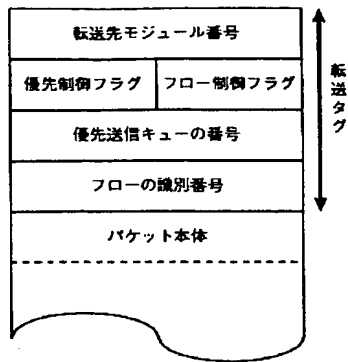 転送先モジュール番号
優先制御フラグ
フロー制御フラグ
優先送信キューの番号
フローの識別番号
パケット本体
転送タグ